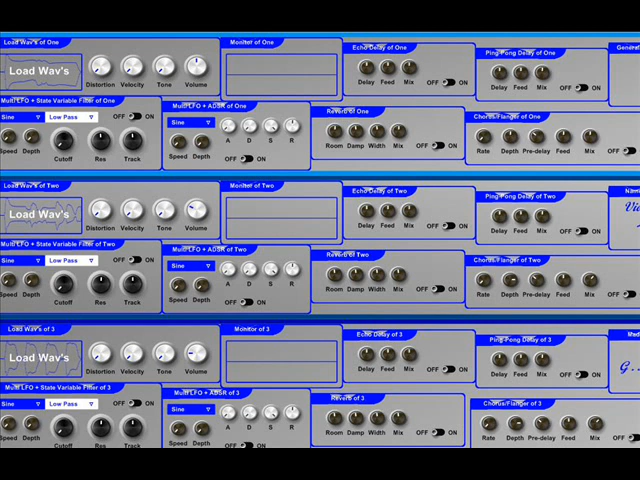 Load Wav's of One
Monitor of One
Echo Delay of One
Ping Pong Delay of One
General
Load Wav's
Distortion Velocity Tone Volume
Delay Feed Mix OFF ON
Delay Feed Mix OFF ON
Multi LFO + State Variable Filter of One
Multi LFO + ADSR of One
Reverb of One
Chorus/Flanger of One
Sine Low Pass OFF ON
Sine
A D S R
Speed Depth Cutoff Res Track
Speed Depth OFF ON
Room Damp Width Mix OFF ON
Rate Depth Pre-delay Feed Mix OFF
Load Wav's of Two
Monitor of Two
Echo Delay of Two
Ping Pong Delay of Two
Load Wav's
Distortion Velocity Tone Volume
Delay Feed Mix OFF ON
Delay Feed Mix OFF ON
Multi LFO + State Variable Filter of Two
Multi LFO + ADSR of Two
Reverb of Two
Chorus/Flanger of Two
Sine Low Pass OFF ON
Sine
A D S R
Speed Depth Cutoff Res Track
Speed Depth OFF ON
Room Damp Width Mix OFF ON
Rate Depth Pre-delay Feed Mix OFF
Load Wav's of 3
Monitor of 3
Echo Delay of 3
Ping Pong Delay of 3
Load Wav's
Distortion Velocity Tone Volume
Delay Feed Mix OFF ON
Delay Feed Mix OFF ON
Multi LFO + State Variable Filter of 3
Multi LFO + ADSR of 3
Reverb of 3
Chorus/Flanger of 3
Sine Low Pass OFF ON
Sine
A D S R
Speed Depth Cutoff Res Track
Speed Depth OFF ON
Room Damp Width Mix OFF ON
Rate Depth Pre-delay Feed Mix OFF